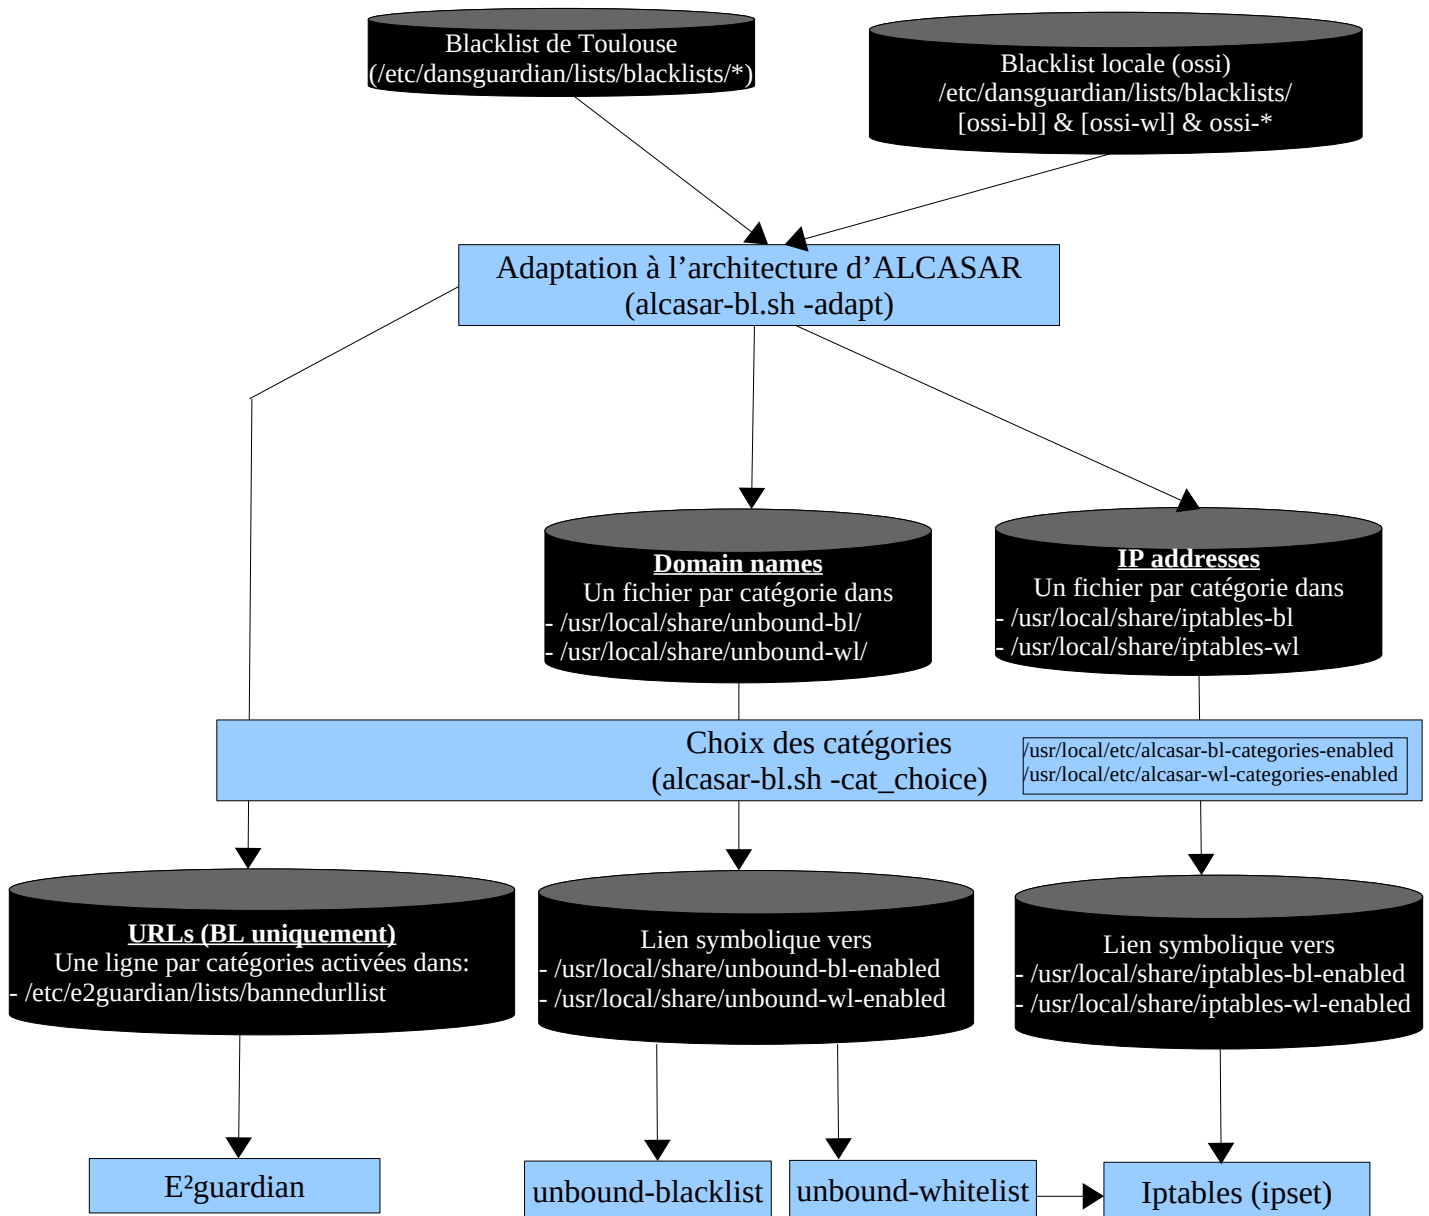 Blacklist de Toulouse
(/etc/dansguardian/lists/blacklists/*)
Blacklist locale (ossi)
/etc/dansguardian/lists/blacklists/
[ossi-bl] & [ossi-wl] & ossi-*
Adaptation à l’architecture d’ALCASAR
(alcasar-bl.sh -adapt)
Domain names
Un fichier par catégorie dans
- /usr/local/share/unbound-bl/
- /usr/local/share/unbound-wl/
IP addresses
Un fichier par catégorie dans
- /usr/local/share/iptables-bl
- /usr/local/share/iptables-wl
Choix des catégories
(alcasar-bl.sh -cat_choice)
/usr/local/etc/alcasar-bl-categories-enabled
/usr/local/etc/alcasar-wl-categories-enabled
URLs (BL uniquement)
Une ligne par catégories activées dans:
- /etc/e2guardian/lists/bannedurllist
Lien symbolique vers
- /usr/local/share/unbound-bl-enabled
- /usr/local/share/unbound-wl-enabled
Lien symbolique vers
- /usr/local/share/iptables-bl-enabled
- /usr/local/share/iptables-wl-enabled
E²guardian
unbound-blacklist
unbound-whitelist
Iptables (ipset)